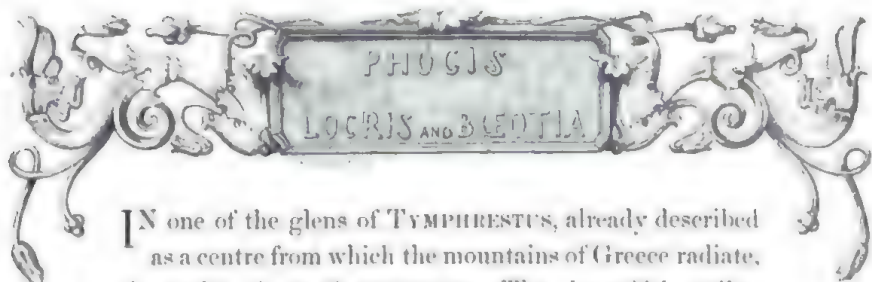 PHOCIS
LOCRIS AND BŒOTIA
IN one of the glens of TYMPHRESTUS, already described
as a centre from which the mountains of Greece radiate,